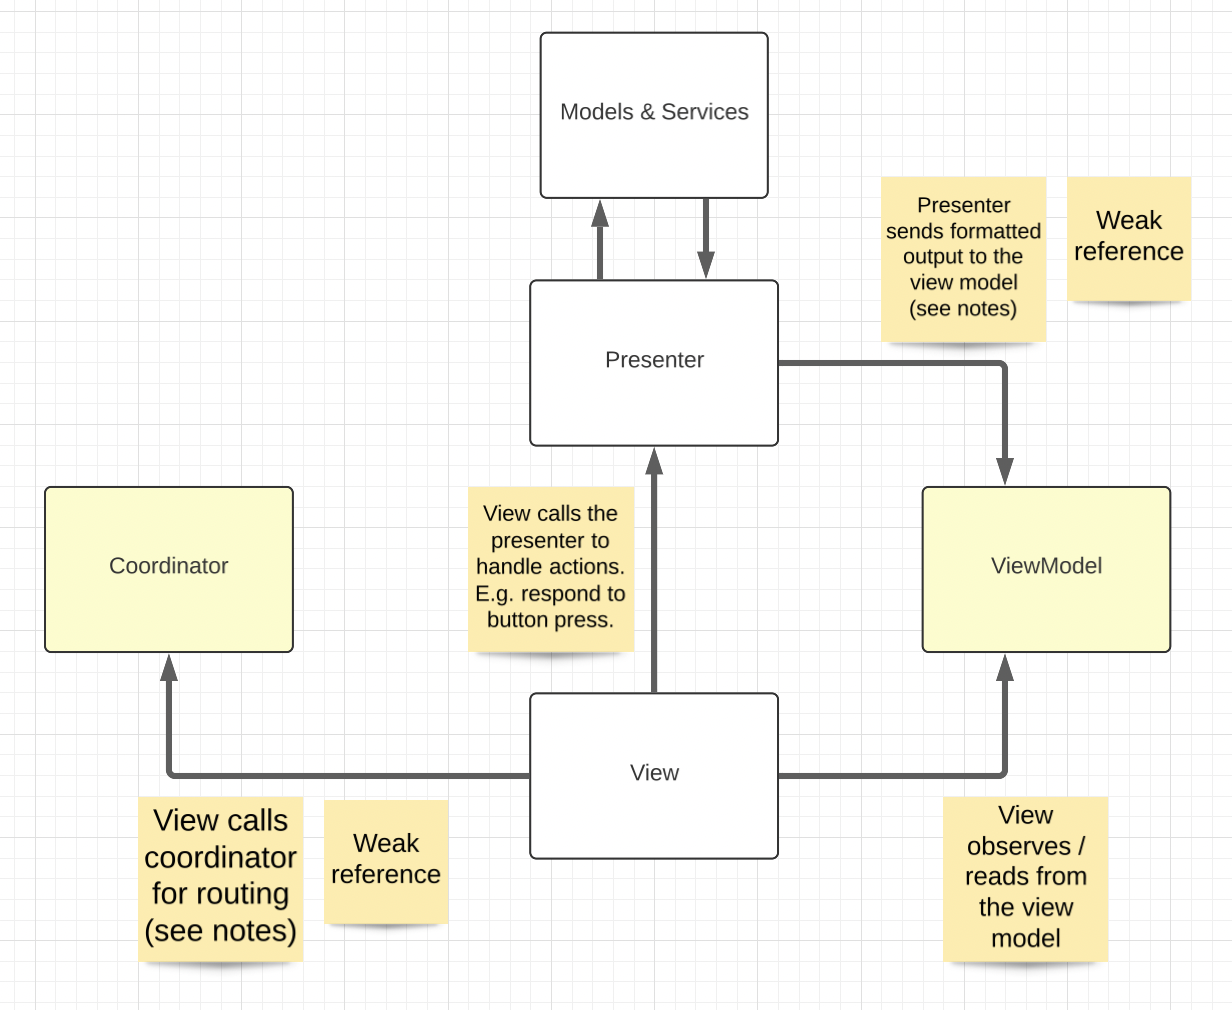 Models & Services
Presenter
sends formatted
output to the
view model
(see notes)
Weak
reference
Presenter
Coordinator
View calls the
presenter to
handle actions.
E.g. respond to
button press.
ViewModel
View
View calls
coordinator
for routing
(see notes)
Weak
reference
View
observes /
reads from
the view
model